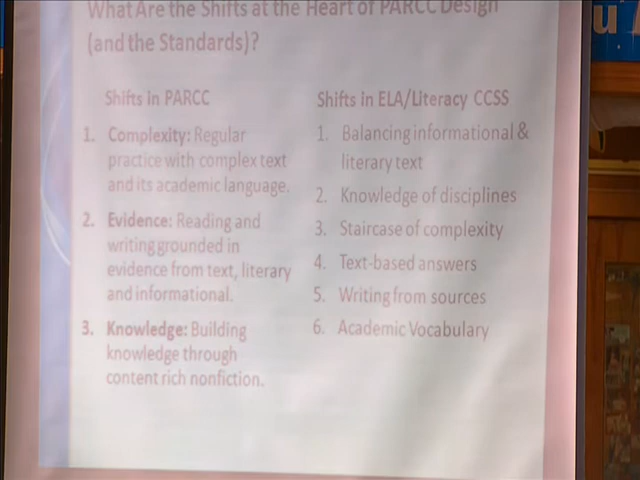 What Are the Shifts at the Heart of PARCC Design
(and the Standards)?
Shifts in PARCC
1. Complexity: Regular
practice with complex text
and its academic language.
2. Evidence: Reading and
writing grounded in
evidence from text, literary
and informational.
3. Knowledge: Building
knowledge through
content rich nonfiction.
Shifts in ELA/Literacy CCSS
1. Balancing informational &
literary text
2. Knowledge of disciplines
3. Staircase of complexity
4. Text-based answers
5. Writing from sources
6. Academic Vocabulary